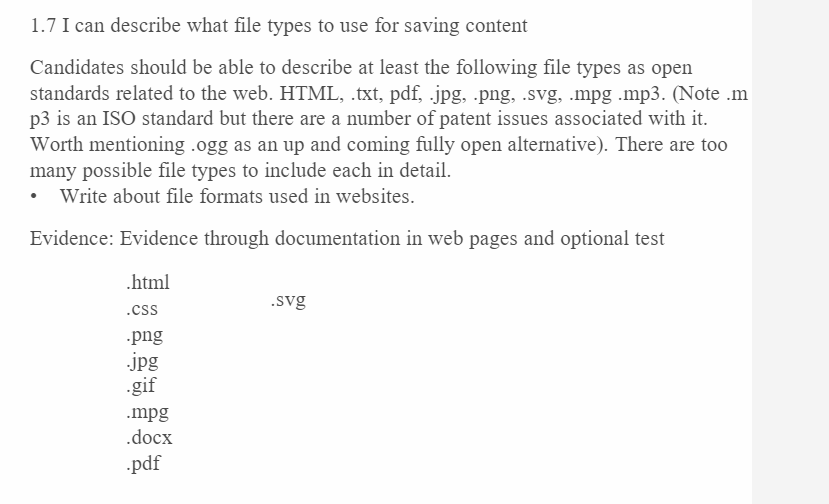 1.7 I can describe what file types to use for saving content
Candidates should be able to describe at least the following file types as open
standards related to the web. HTML, .txt, pdf, .jpg, .png, .svg, .mpg .mp3. (Note .m
p3 is an ISO standard but there are a number of patent issues associated with it.
Worth mentioning .ogg as an up and coming fully open alternative). There are too
many possible file types to include each in detail.
• Write about file formats used in websites.
Evidence: Evidence through documentation in web pages and optional test
.html
.css
.png
.jpg
.gif
.mpg
.docx
.pdf
.svg